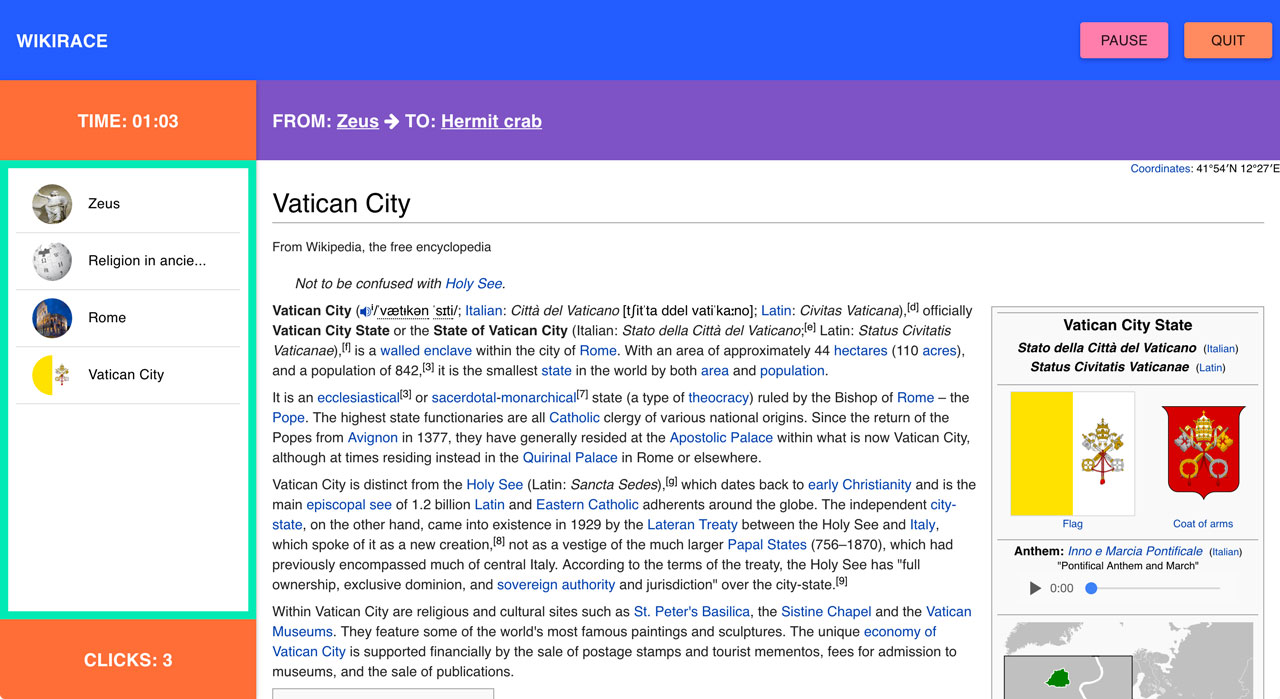 WIKIRACE
PAUSE
QUIT
TIME: 01:03
FROM: Zeus → TO: Hermit crab
Zeus
Religion in ancie...
Rome
Vatican City
CLICKS: 3
Coordinates: 41°54′N 12°27′E
Vatican City
From Wikipedia, the free encyclopedia
Not to be confused with Holy See.
Vatican City (/ˈvætɪkən ˈsɪti/; Italian: Città del Vaticano [tʃitˈta ddel vatiˈkaːno]; Latin: Civitas Vaticana),[d] officially
Vatican City State or the State of Vatican City (Italian: Stato della Città del Vaticano;[e] Latin: Status Civitatis
Vaticanae),[f] is a walled enclave within the city of Rome. With an area of approximately 44 hectares (110 acres),
and a population of 842,[3] it is the smallest state in the world by both area and population.
It is an ecclesiastical[3] or sacerdotal-monarchical[7] state (a type of theocracy) ruled by the Bishop of Rome – the
Pope. The highest state functionaries are all Catholic clergy of various national origins. Since the return of the
Popes from Avignon in 1377, they have generally resided at the Apostolic Palace within what is now Vatican City,
although at times residing instead in the Quirinal Palace in Rome or elsewhere.
Vatican City is distinct from the Holy See (Latin: Sancta Sedes),[g] which dates back to early Christianity and is the
main episcopal see of 1.2 billion Latin and Eastern Catholic adherents around the globe. The independent city-
state, on the other hand, came into existence in 1929 by the Lateran Treaty between the Holy See and Italy,
which spoke of it as a new creation,[8] not as a vestige of the much larger Papal States (756–1870), which had
previously encompassed much of central Italy. According to the terms of the treaty, the Holy See has "full
ownership, exclusive dominion, and sovereign authority and jurisdiction" over the city-state.[9]
Within Vatican City are religious and cultural sites such as St. Peter's Basilica, the Sistine Chapel and the Vatican
Museums. They feature some of the world's most famous paintings and sculptures. The unique economy of
Vatican City is supported financially by the sale of postage stamps and tourist mementos, fees for admission to
museums, and the sale of publications.
Vatican City State
Stato della Città del Vaticano (Italian)
Status Civitatis Vaticanae (Latin)
Flag
Coat of arms
Anthem: Inno e Marcia Pontificale (Italian)
"Pontifical Anthem and March"
0:00